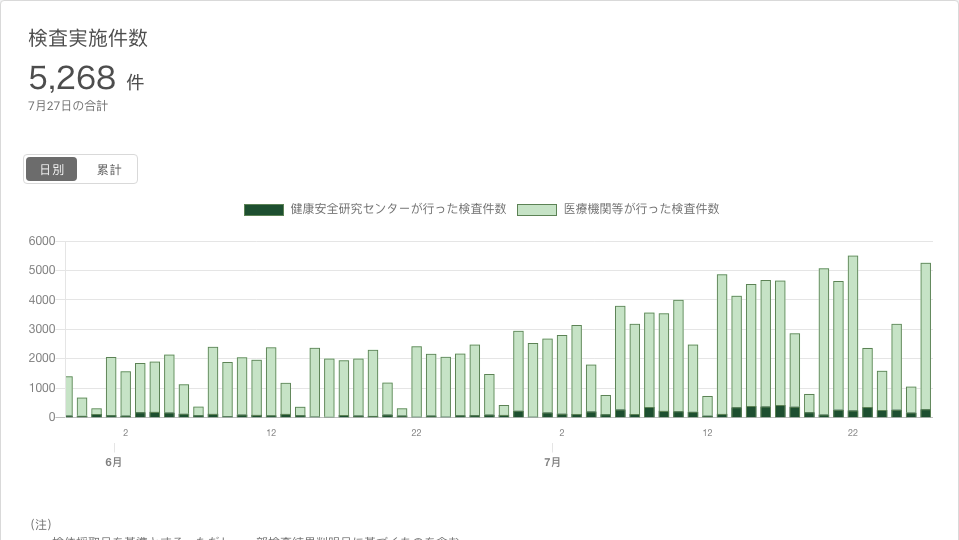 検査実施件数
5,268 件
7月27日の合計
日別 累計
健康安全研究センターが行った検査件数 医療機関等が行った検査件数
6000
5000
4000
3000
2000
1000
0
2 12 22 2 12 22
6月 7月
(注)